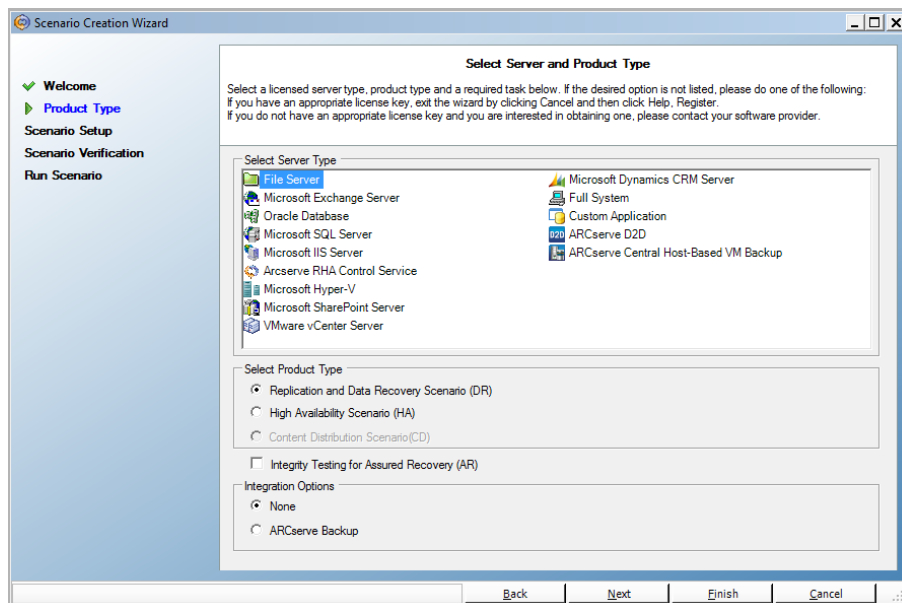 Scenario Creation Wizard
Welcome
Product Type
Scenario Setup
Scenario Verification
Run Scenario
Select Server and Product Type
Select a licensed server type, product type and a required task below. If the desired option is not listed, please do one of the following:
If you have an appropriate license key, exit the wizard by clicking Cancel and then click Help, Register.
If you do not have an appropriate license key and you are interested in obtaining one, please contact your software provider.
Select Server Type
File Server
Microsoft Exchange Server
Oracle Database
Microsoft SQL Server
Microsoft IIS Server
Arcserve RHA Control Service
Microsoft Hyper-V
Microsoft SharePoint Server
VMware vCenter Server
Microsoft Dynamics CRM Server
Full System
Custom Application
D2D ARCserve D2D
ARCserve Central Host-Based VM Backup
Select Product Type
Replication and Data Recovery Scenario (DR)
High Availability Scenario (HA)
Content Distribution Scenario(CD)
Integrity Testing for Assured Recovery (AR)
Integration Options
None
ARCserve Backup
Back Next Finish Cancel